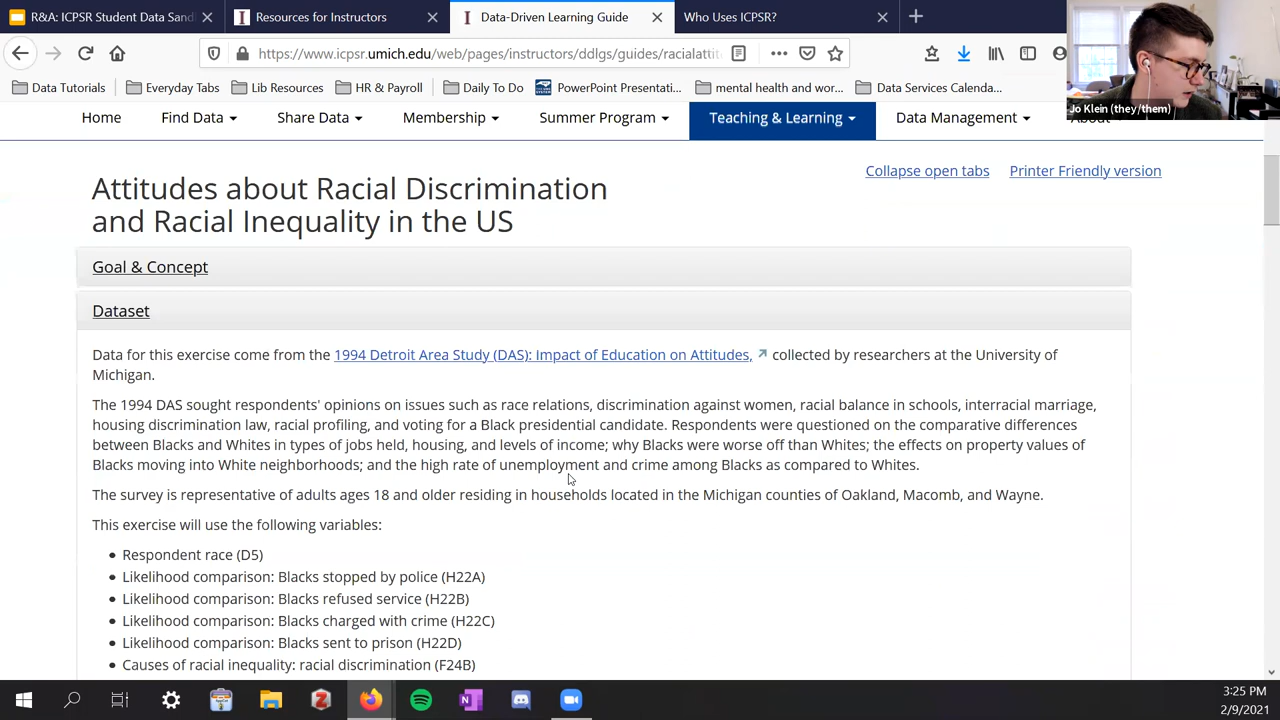 R&A: ICPSR Student Data Sand
Resources for Instructors
Data-Driven Learning Guide
Who Uses ICPSR?
https://www.icpsr.umich.edu/web/pages/instructors/ddlgs/guides/racialattit
Data Tutorials
Everyday Tabs
Lib Resources
HR & Payroll
Daily To Do
PowerPoint Presentati...
mental health and wor...
Data Services Calenda...
Jo Klein (they/them)
Home
Find Data
Share Data
Membership
Summer Program
Teaching & Learning
Data Management
About
Collapse open tabs
Printer Friendly version
Attitudes about Racial Discrimination
and Racial Inequality in the US
Goal & Concept
Dataset
Data for this exercise come from the 1994 Detroit Area Study (DAS): Impact of Education on Attitudes, collected by researchers at the University of
Michigan.
The 1994 DAS sought respondents' opinions on issues such as race relations, discrimination against women, racial balance in schools, interracial marriage,
housing discrimination law, racial profiling, and voting for a Black presidential candidate. Respondents were questioned on the comparative differences
between Blacks and Whites in types of jobs held, housing, and levels of income; why Blacks were worse off than Whites; the effects on property values of
Blacks moving into White neighborhoods; and the high rate of unemployment and crime among Blacks as compared to Whites.
The survey is representative of adults ages 18 and older residing in households located in the Michigan counties of Oakland, Macomb, and Wayne.
This exercise will use the following variables:
• Respondent race (D5)
• Likelihood comparison: Blacks stopped by police (H22A)
• Likelihood comparison: Blacks refused service (H22B)
• Likelihood comparison: Blacks charged with crime (H22C)
• Likelihood comparison: Blacks sent to prison (H22D)
• Causes of racial inequality: racial discrimination (F24B)
3:25 PM
2/9/2021